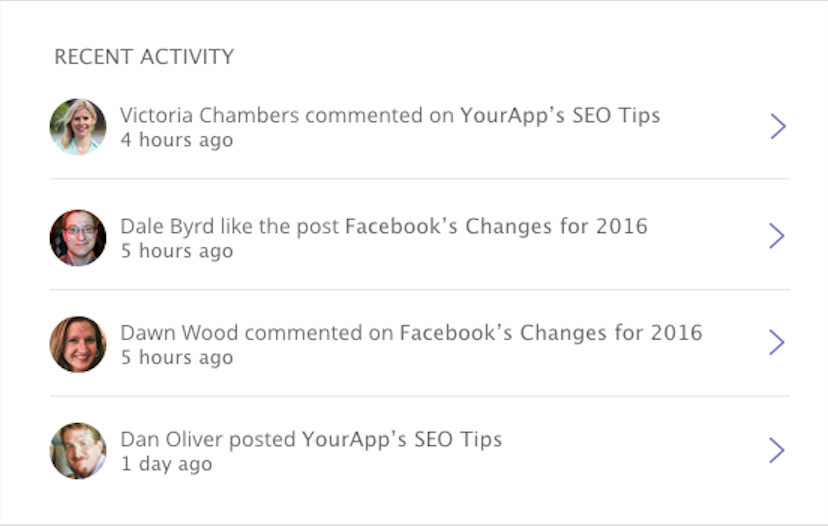 RECENT ACTIVITY
Victoria Chambers commented on YourApp’s SEO Tips
4 hours ago
Dale Byrd like the post Facebook’s Changes for 2016
5 hours ago
Dawn Wood commented on Facebook’s Changes for 2016
5 hours ago
Dan Oliver posted YourApp’s SEO Tips
1 day ago